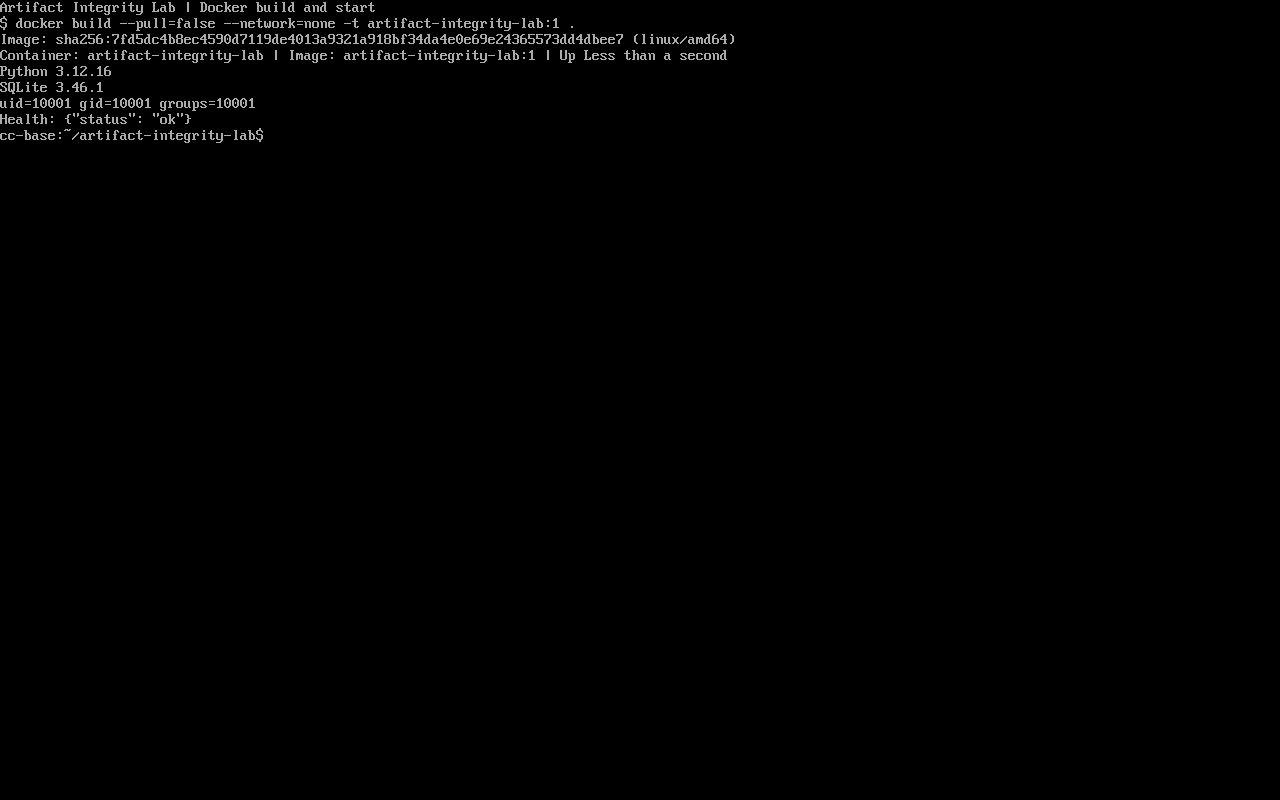 Artifact Integrity Lab | Docker build and start
$ docker build --pull=false --network=none -t artifact-integrity-lab:1 .
Image: sha256:7fd5dc4b8ec4590d7119de4013a9321a918bf34da4e0e69e24365573dd4dbee7 (linux/amd64)
Container: artifact-integrity-lab | Image: artifact-integrity-lab:1 | Up Less than a second
Python 3.12.16
SQLite 3.46.1
uid=10001 gid=10001 groups=10001
Health: {"status": "ok"}
cc-base:~/artifact-integrity-lab$